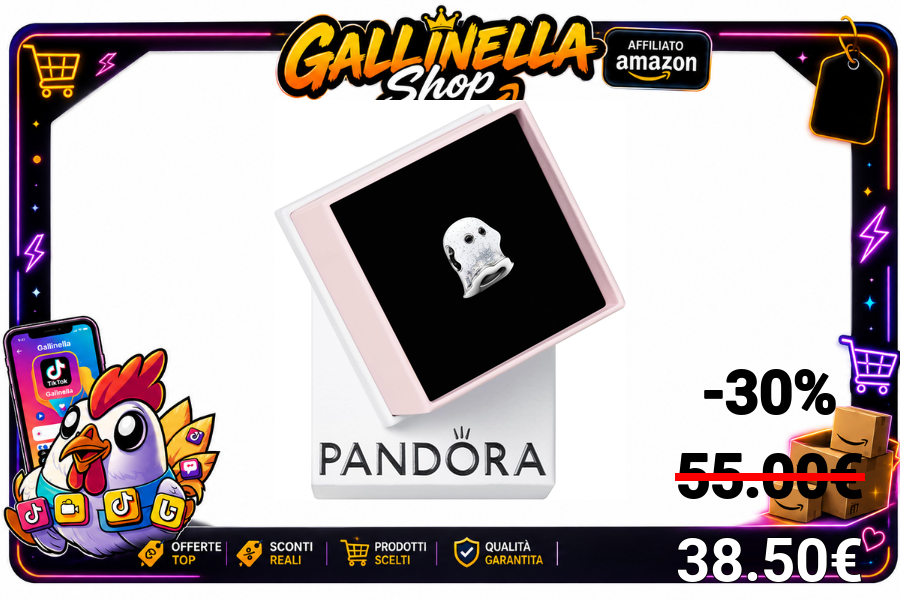 GALLINELLA
Shop
AFFILIATO
amazon
Gallinella
TikTok
Gallinella
PANDORA
-30%
55.00€
38.50€
OFFERTE
TOP
SCONTI
REALI
PRODOTTI
SCELTI
QUALITÀ
GARANTITA